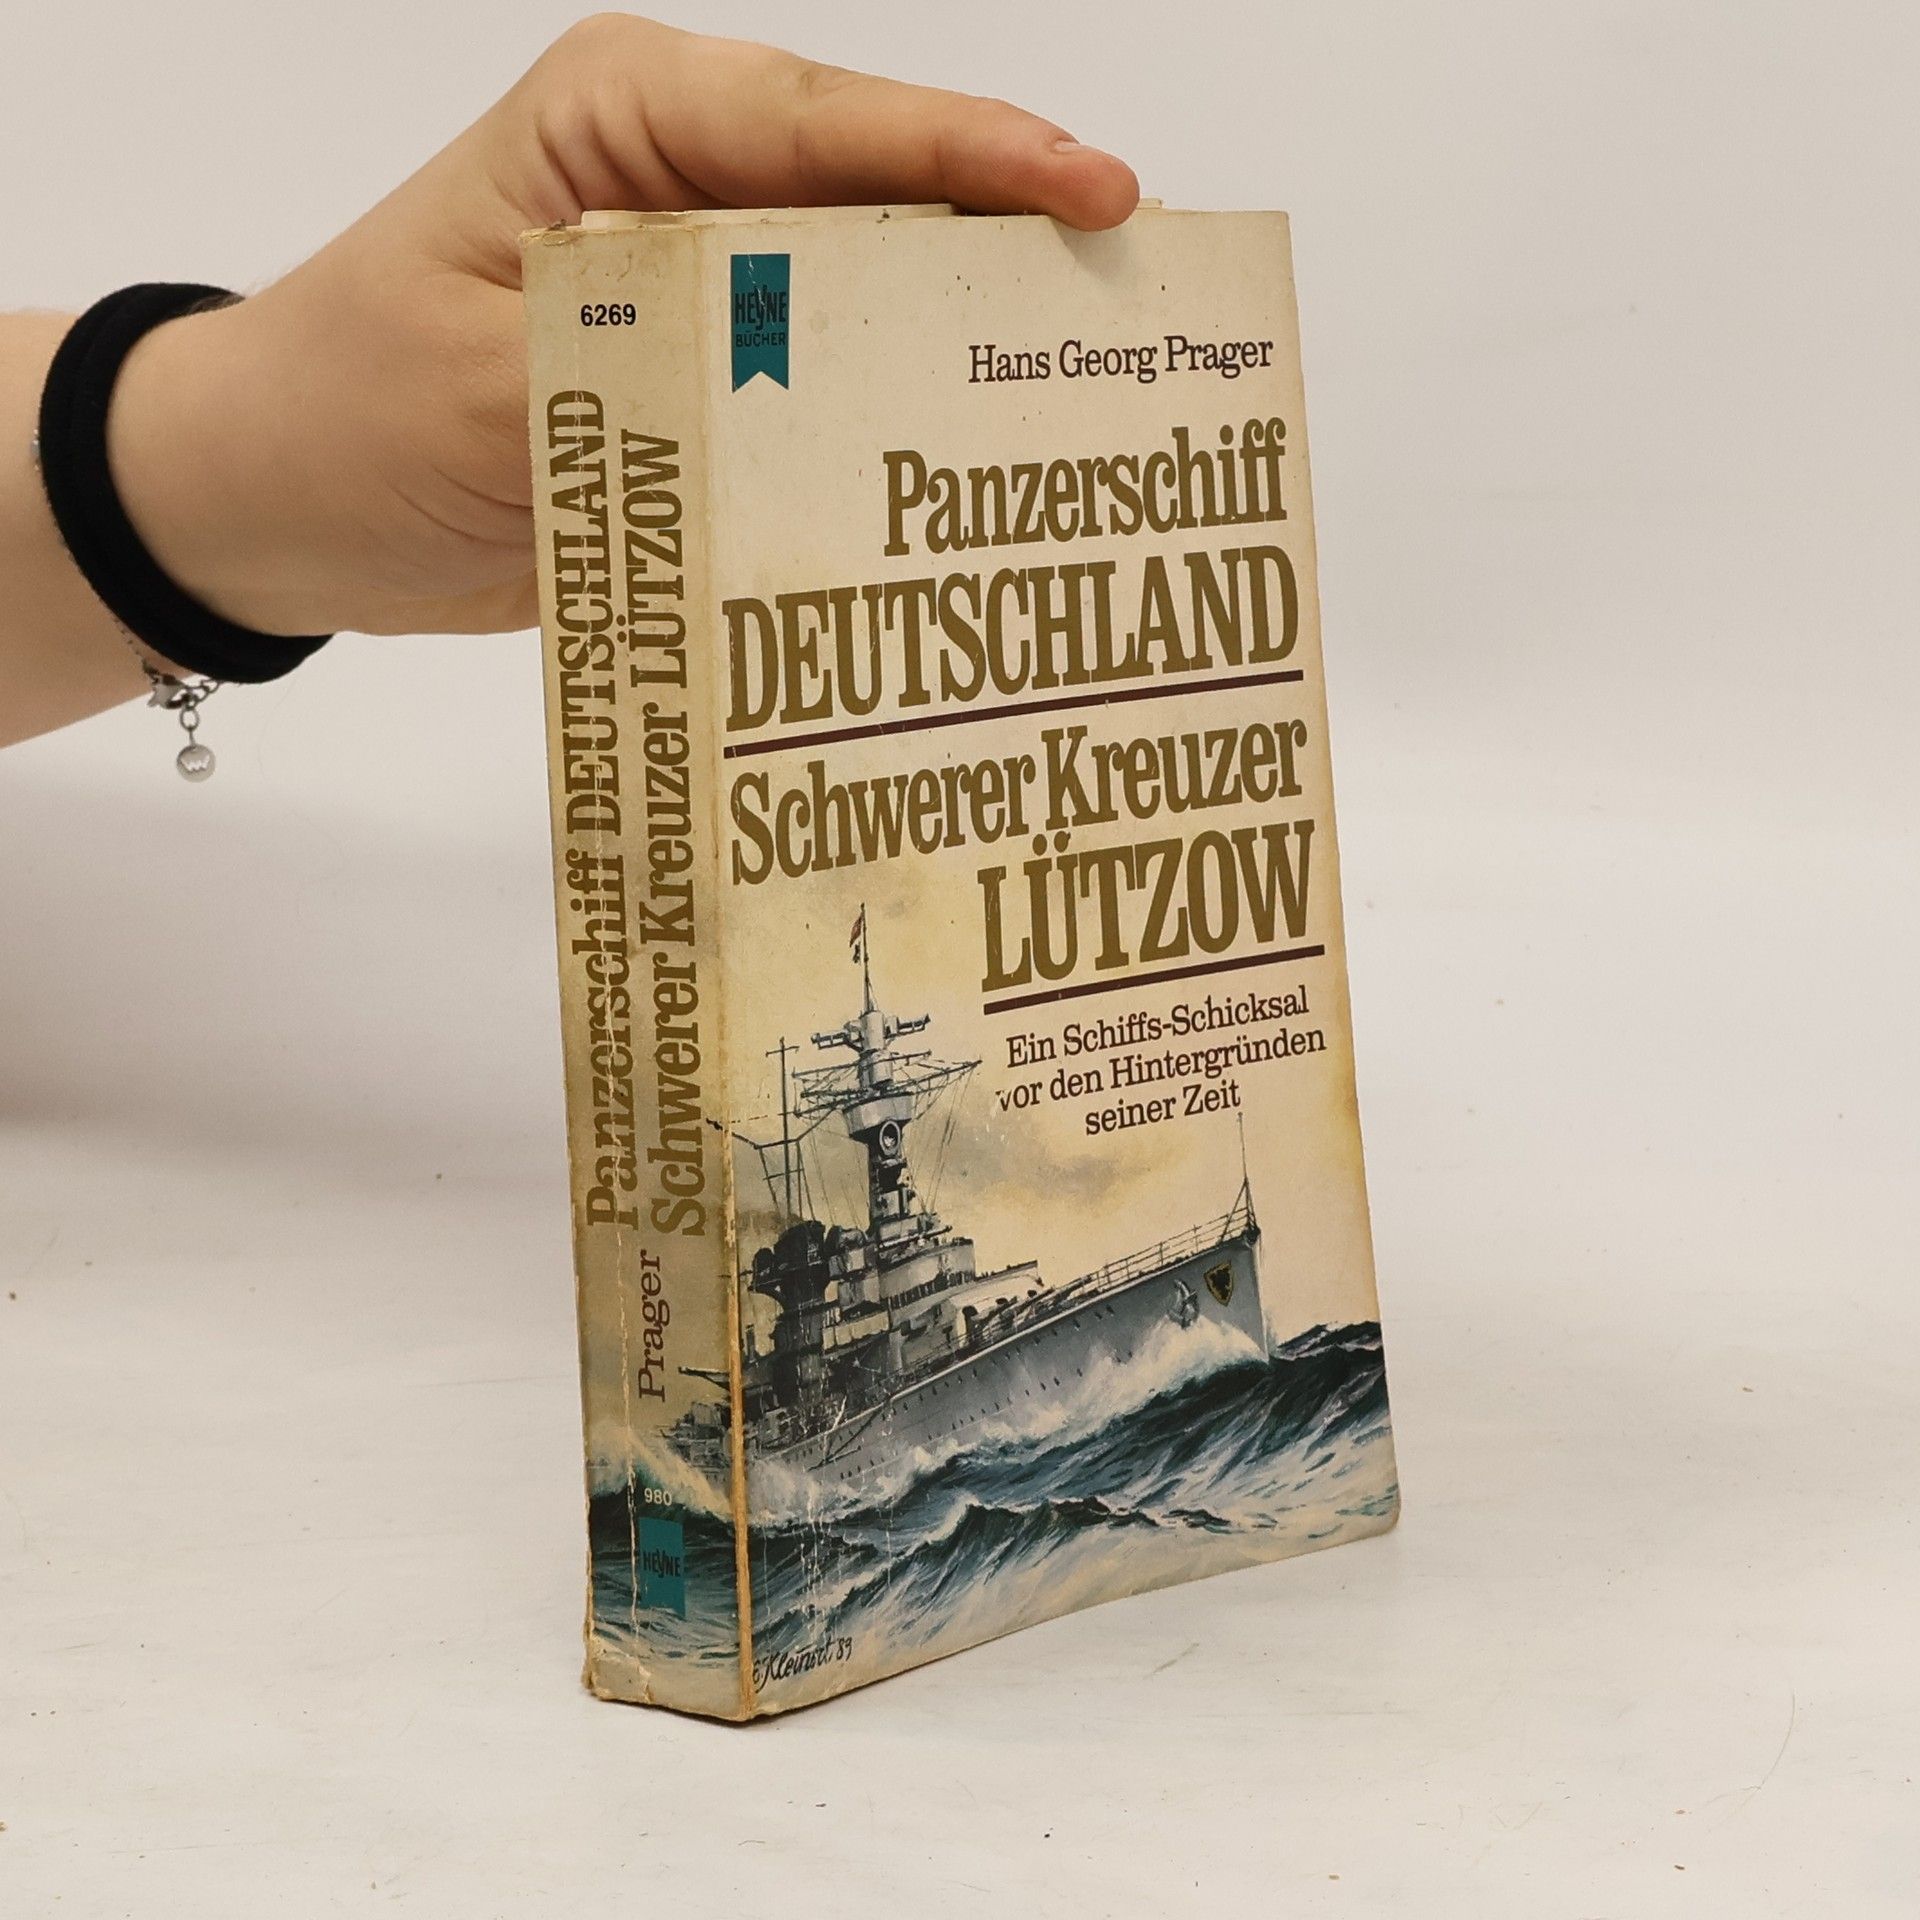 6269
Panzerschiff DEUTSCHLAND
Schwerer Kreuzer LÜTZOW
Prager
980
HEYNE
HEYNE
BÜCHER
Hans Georg Prager
Panzerschiff
DEUTSCHLAND
Schwerer Kreuzer
LÜTZOW
Ein Schiffs-Schicksal
vor den Hintergründen
seiner Zeit